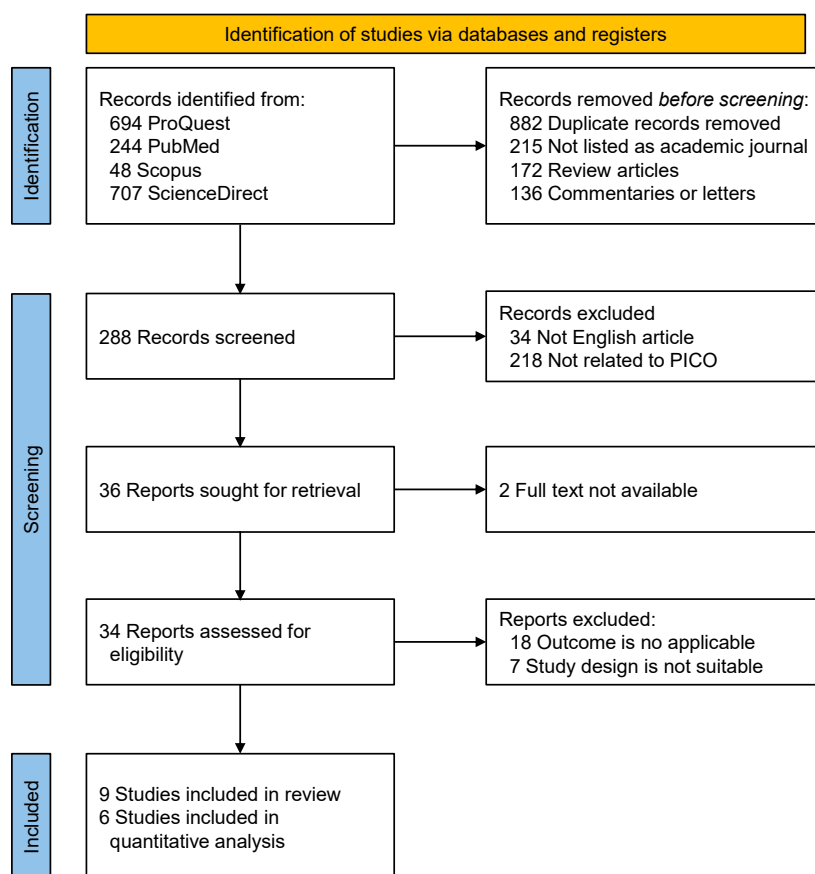 Identification of studies via databases and registers
Identification
Records identified from:
694 ProQuest
244 PubMed
48 Scopus
707 ScienceDirect
Records removed before screening:
882 Duplicate records removed
215 Not listed as academic journal
172 Review articles
136 Commentaries or letters
Screening
288 Records screened
Records excluded
34 Not English article
218 Not related to PICO
36 Reports sought for retrieval
2 Full text not available
34 Reports assessed for
eligibility
Reports excluded:
18 Outcome is no applicable
7 Study design is not suitable
Included
9 Studies included in review
6 Studies included in
quantitative analysis